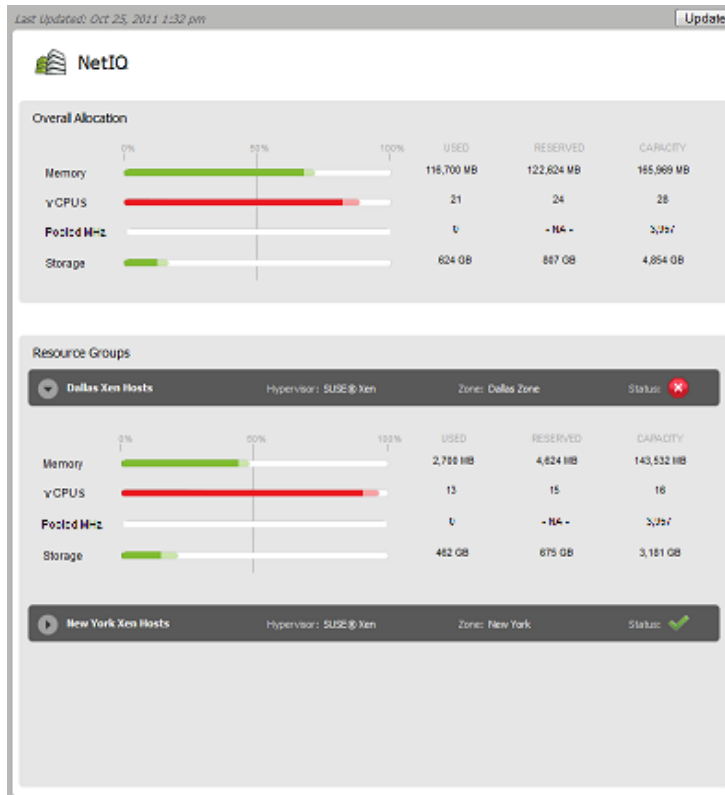 Last Updated: Oct 25, 2011 1:32 pm Update
NetIQ
Overall Allocation
0% 50% 100% USED RESERVED CAPACITY
Memory 116,700 MB 122,624 MB 165,969 MB
vCPUS 21 24 28
Pooled MHz 0 - NA - 3,957
Storage 624 GB 807 GB 4,854 GB
Resource Groups
Dallas Xen Hosts Hypervisor: SUSE® Xen Zone: Dallas Zone Status:
0% 50% 100% USED RESERVED CAPACITY
Memory 2,700 MB 4,624 MB 143,532 MB
vCPUS 13 15 16
Pooled MHz 0 - NA - 3,957
Storage 462 GB 675 GB 3,181 GB
New York Xen Hosts Hypervisor: SUSE® Xen Zone: New York Status: